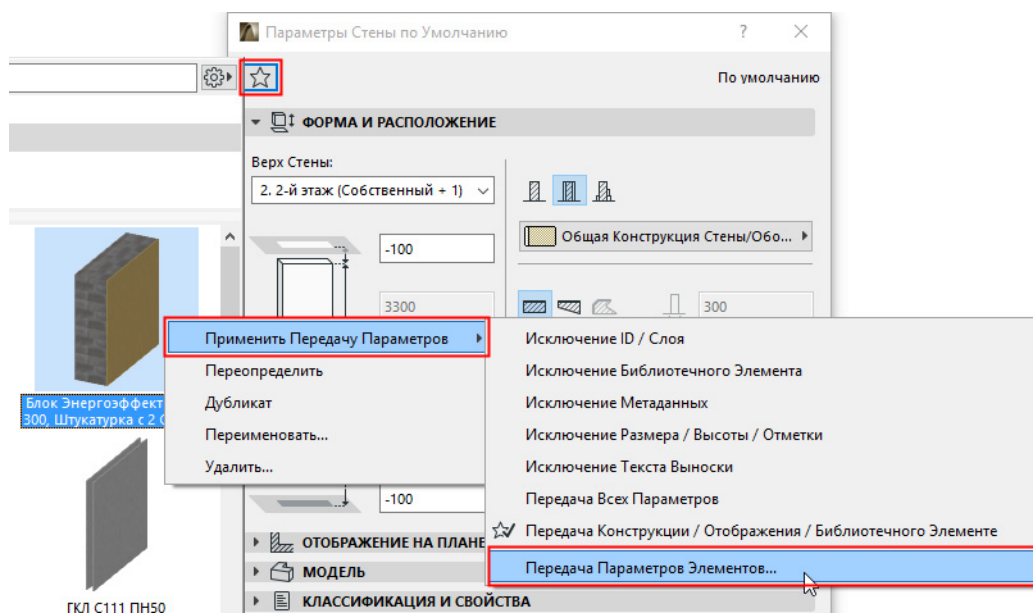 Параметры Стены по Умолчанию
По умолчанию
ФОРМА И РАСПОЛОЖЕНИЕ
Верх Стены:
2. 2-й этаж (Собственный + 1)
Общая Конструкция Стены/Обо...
-100
3300
300
Применить Передачу Параметров
Переопределить
Дубликат
Переименовать...
Удалить...
Исключение ID / Слоя
Исключение Библиотечного Элемента
Исключение Метаданных
Исключение Размера / Высоты / Отметки
Исключение Текста Выноски
Передача Всех Параметров
Передача Конструкции / Отображения / Библиотечного Элементе
Передача Параметров Элементов...
Блок Энергоэффект
300, Штукатурка с 2
-100
ОТОБРАЖЕНИЕ НА ПЛАНЕ
МОДЕЛЬ
КЛАССИФИКАЦИЯ И СВОЙСТВА
ГКЛ С111 ПН50